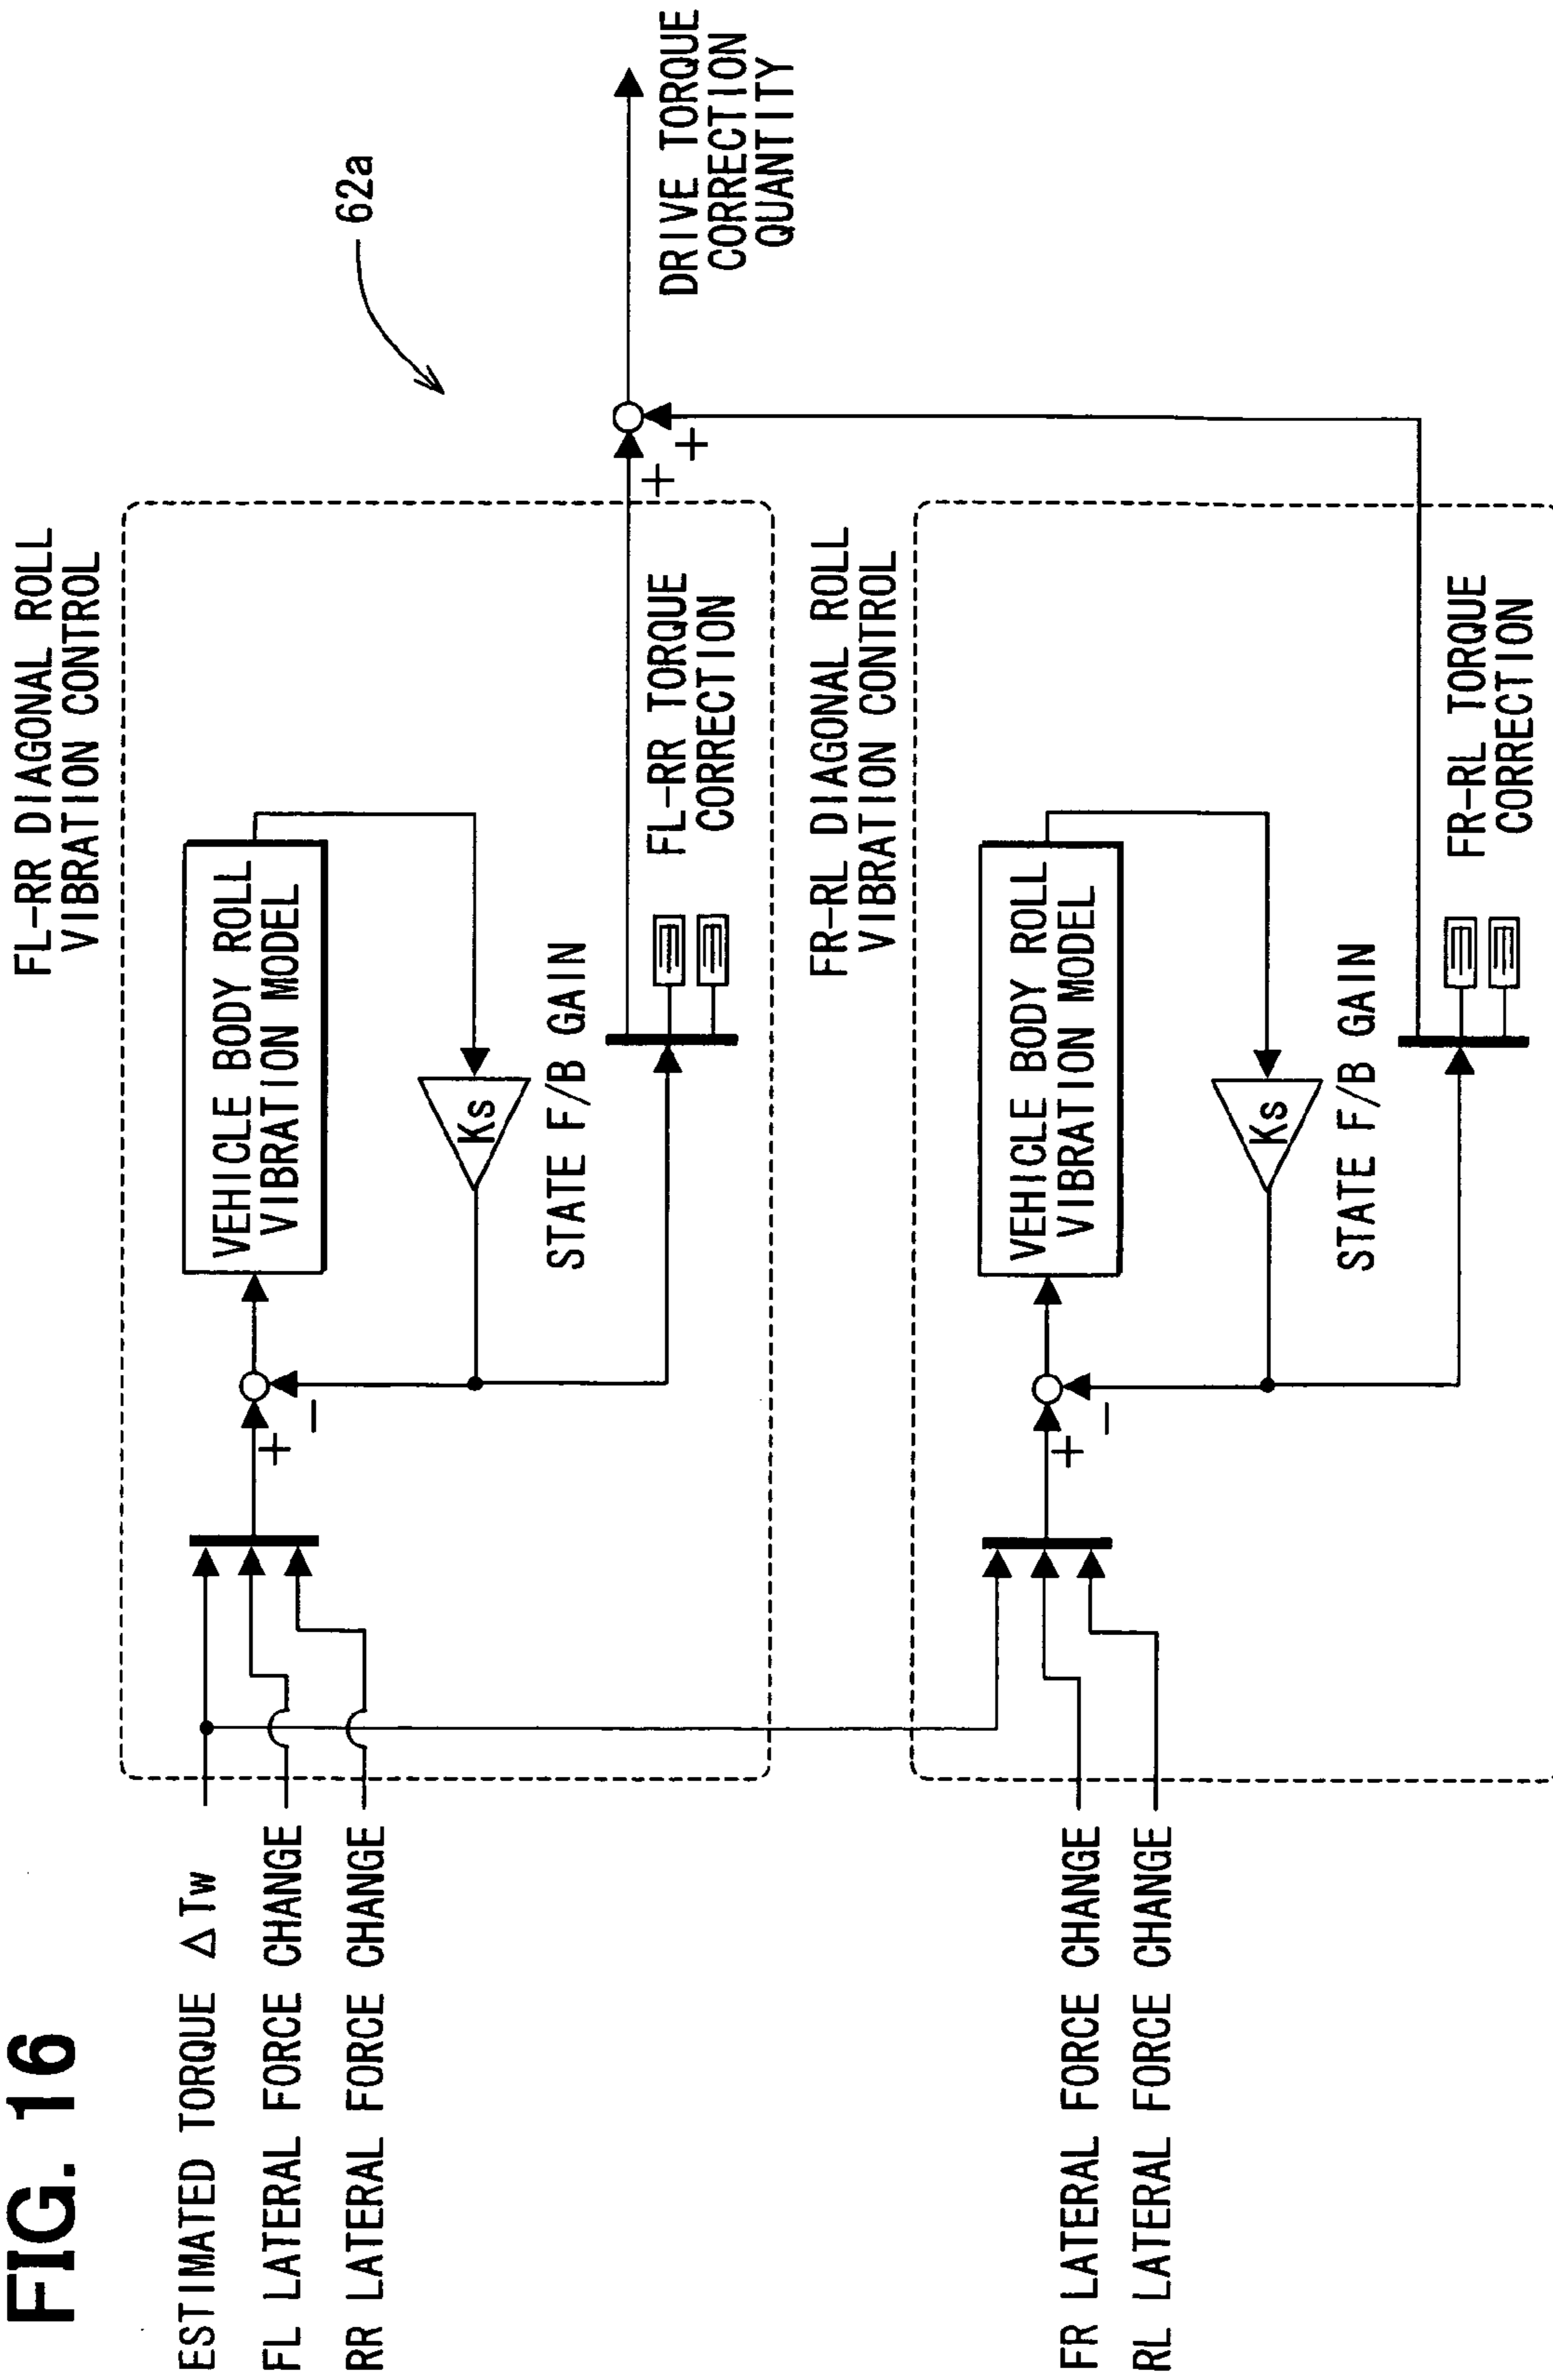 FIG. 16
ESTIMATED TORQUE △Tw
FL LATERAL FORCE CHANGE
RR LATERAL FORCE CHANGE
FR LATERAL FORCE CHANGE
RL LATERAL FORCE CHANGE
FL-RR DIAGONAL ROLL
VIBRATION CONTROL
+
−
VEHICLE BODY ROLL
VIBRATION MODEL
Ks
STATE F/B GAIN
FL-RR TORQUE
CORRECTION
+
+
62a
DRIVE TORQUE
CORRECTION
QUANTITY
FR-RL DIAGONAL ROLL
VIBRATION CONTROL
+
−
VEHICLE BODY ROLL
VIBRATION MODEL
Ks
STATE F/B GAIN
FR-RL TORQUE
CORRECTION